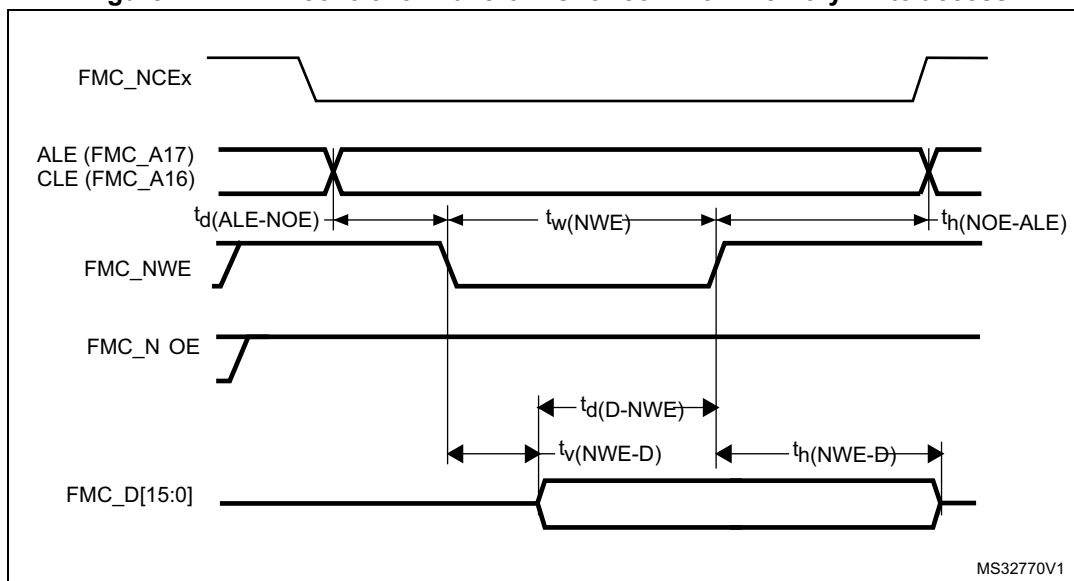 FMC_NCEx
ALE (FMC_A17)
CLE (FMC_A16)
td(ALE-NOE) tw(NWE) th(NOE-ALE)
FMC_NWE
FMC_N OE
td(D-NWE)
tv(NWE-D) th(NWE-D)
FMC_D[15:0]
MS32770V1